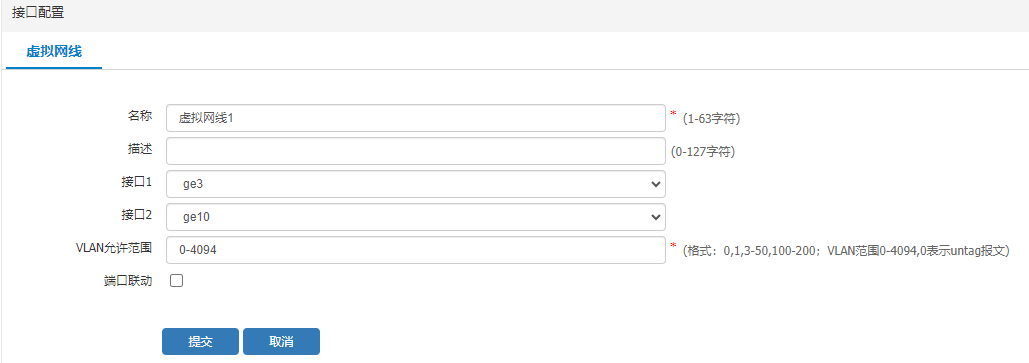 接口配置
虚拟网线
名称 虚拟网线1 * (1-63字符)
描述 (0-127字符)
接口1 ge3
接口2 ge10
VLAN允许范围 0-4094 * (格式：0,1,3-50,100-200；VLAN范围0-4094,0表示untag报文)
端口联动
提交 取消